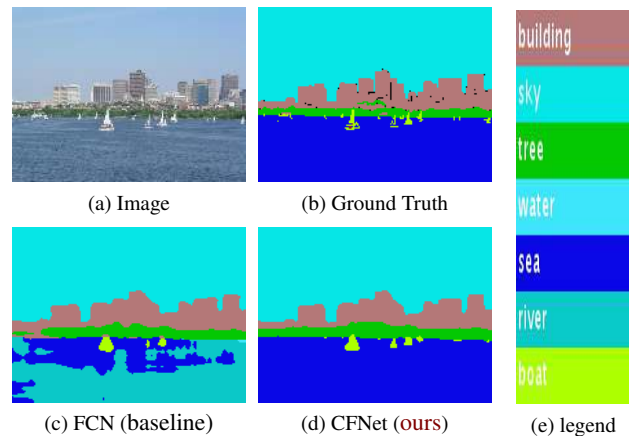 (a) Image
(b) Ground Truth
(c) FCN (baseline)
(d) CFNet (ours)
building
sky
tree
water
sea
river
boat
(e) legend